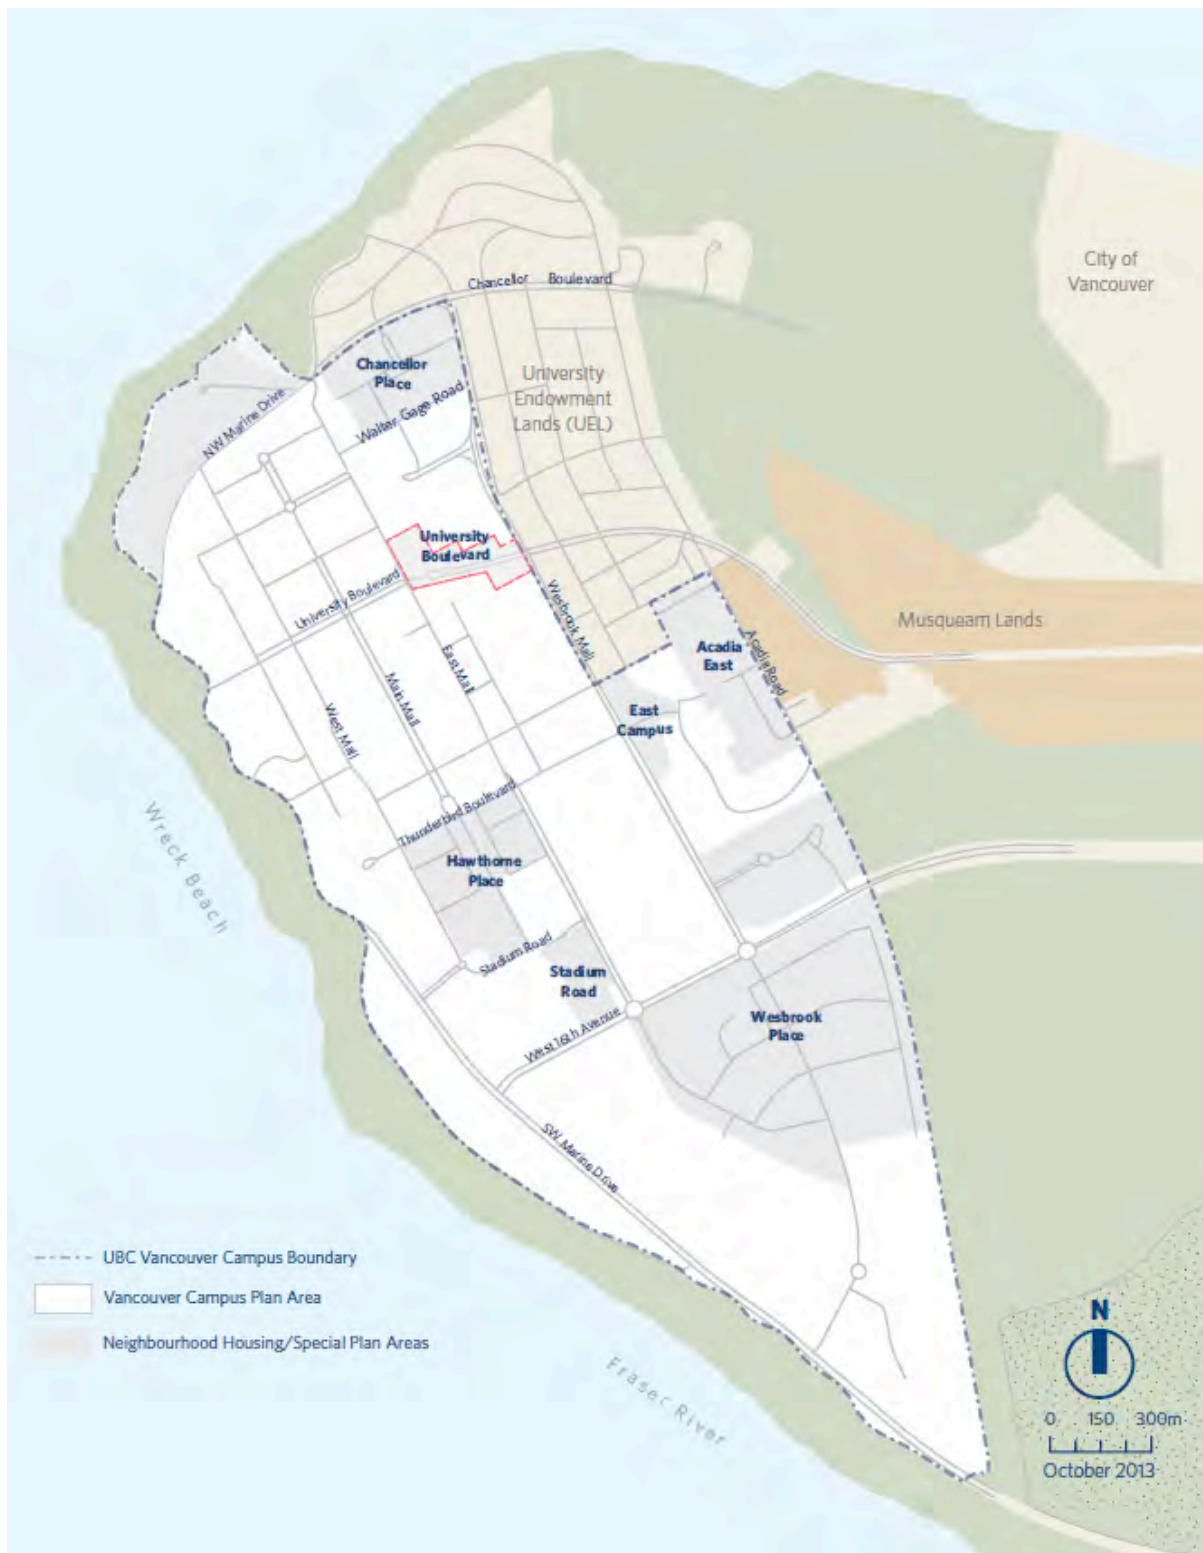 Chancellor Boulevard
City of
Vancouver
Chancellor
Place
University
Endowment
Lands (UEL)
NW Marine Drive
Walter Gage Road
University
Boulevard
University Boulevard
Wesbrook Mall
Musqueam Lands
Acadia
East
Acadia Road
East Mall
Main Mall
West Mall
East
Campus
Thunderbird Boulevard
Wreck Beach
Hawthorne
Place
Stadium Road
Stadium
Road
West 16th Avenue
Wesbrook
Place
SW Marine Drive
UBC Vancouver Campus Boundary
Vancouver Campus Plan Area
Neighbourhood Housing/Special Plan Areas
Fraser River
N
0 150 300m
October 2013